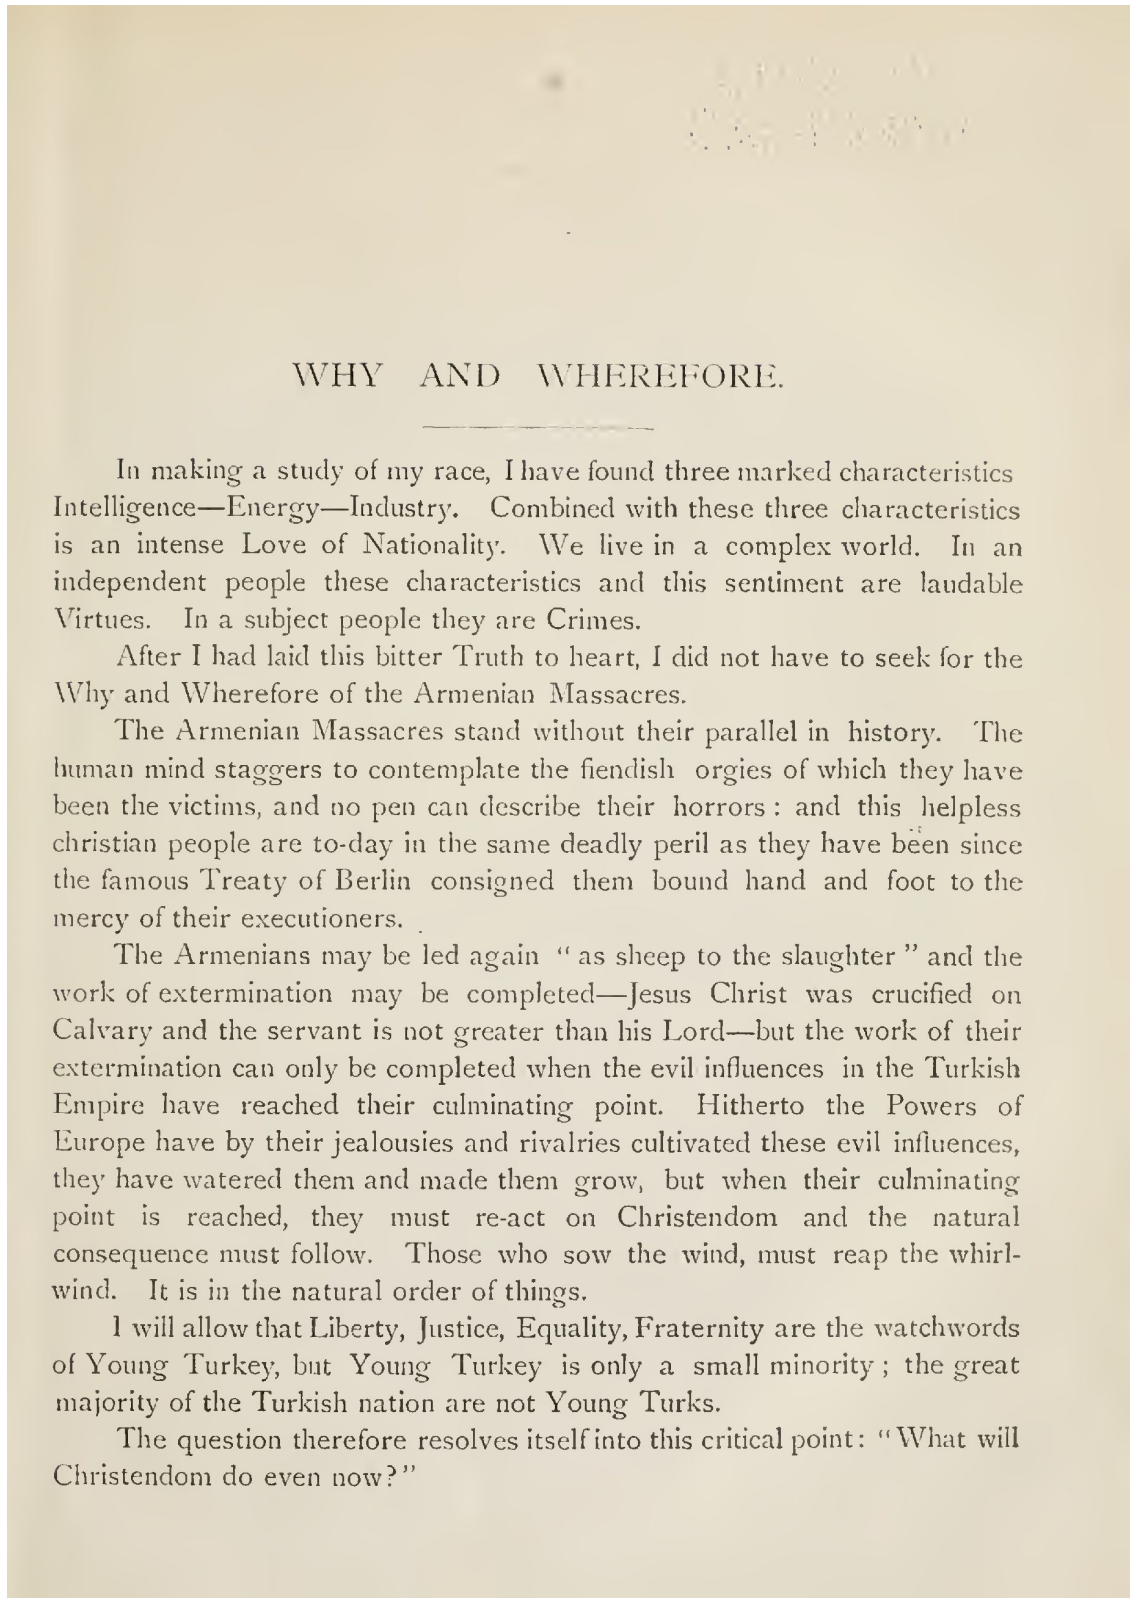 WHY AND WHEREFORE.
In making a study of my race, I have found three marked characteristics
Intelligence—Energy—Industry. Combined with these three characteristics
is an intense Love of Nationality. We live in a complex world. In an
independent people these characteristics and this sentiment are laudable
Virtues. In a subject people they are Crimes.
After I had laid this bitter Truth to heart, I did not have to seek for the
Why and Wherefore of the Armenian Massacres.
The Armenian Massacres stand without their parallel in history. The
human mind staggers to contemplate the fiendish orgies of which they have
been the victims, and no pen can describe their horrors : and this helpless
christian people are to-day in the same deadly peril as they have been since
the famous Treaty of Berlin consigned them bound hand and foot to the
mercy of their executioners.
The Armenians may be led again “ as sheep to the slaughter ” and the
work of extermination may be completed—Jesus Christ was crucified on
Calvary and the servant is not greater than his Lord—but the work of their
extermination can only be completed when the evil influences in the Turkish
Empire have reached their culminating point. Hitherto the Powers of
Europe have by their jealousies and rivalries cultivated these evil influences,
they have watered them and made them grow, but when their culminating
point is reached, they must re-act on Christendom and the natural
consequence must follow. Those who sow the wind, must reap the whirl-
wind. It is in the natural order of things.
I will allow that Liberty, Justice, Equality, Fraternity are the watchwords
of Young Turkey, but Young Turkey is only a small minority ; the great
majority of the Turkish nation are not Young Turks.
The question therefore resolves itself into this critical point : “ What will
Christendom do even now? ”